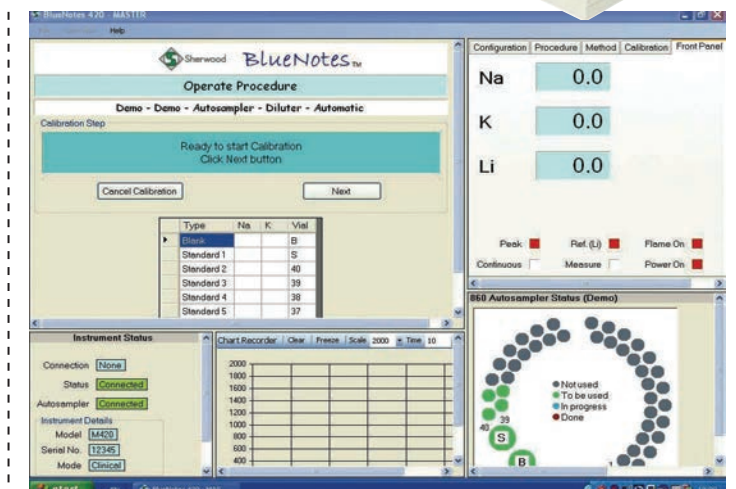 BlueNotes 420 - MASTER
Help
Sherwood BlueNotes TM
Operate Procedure
Demo - Demo - Autosampler - Diluter - Automatic
Calibration Step
Ready to start Calibration
Click Next button
Cancel Calibration Next
Type Na K Vial
Blank B
Standard 1 S
Standard 2 40
Standard 3 39
Standard 4 38
Standard 5 37
Configuration Procedure Method Calibration Front Panel
Na 0.0
K 0.0
Li 0.0
Peak Ref. (Li) Flame On
Continuous Measure Power On
Instrument Status
Connection None
Status Connected
Autosampler Connected
Instrument Details
Model M420
Serial No. 12345
Mode Clinical
Chart Recorder Clear Freeze Scale 2000 Time 10
2000
1800
1600
1400
1200
1000
800
600
400
860 Autosampler Status (Demo)
Not used
To be used
In progress
Done
40 39
S
B
1
start